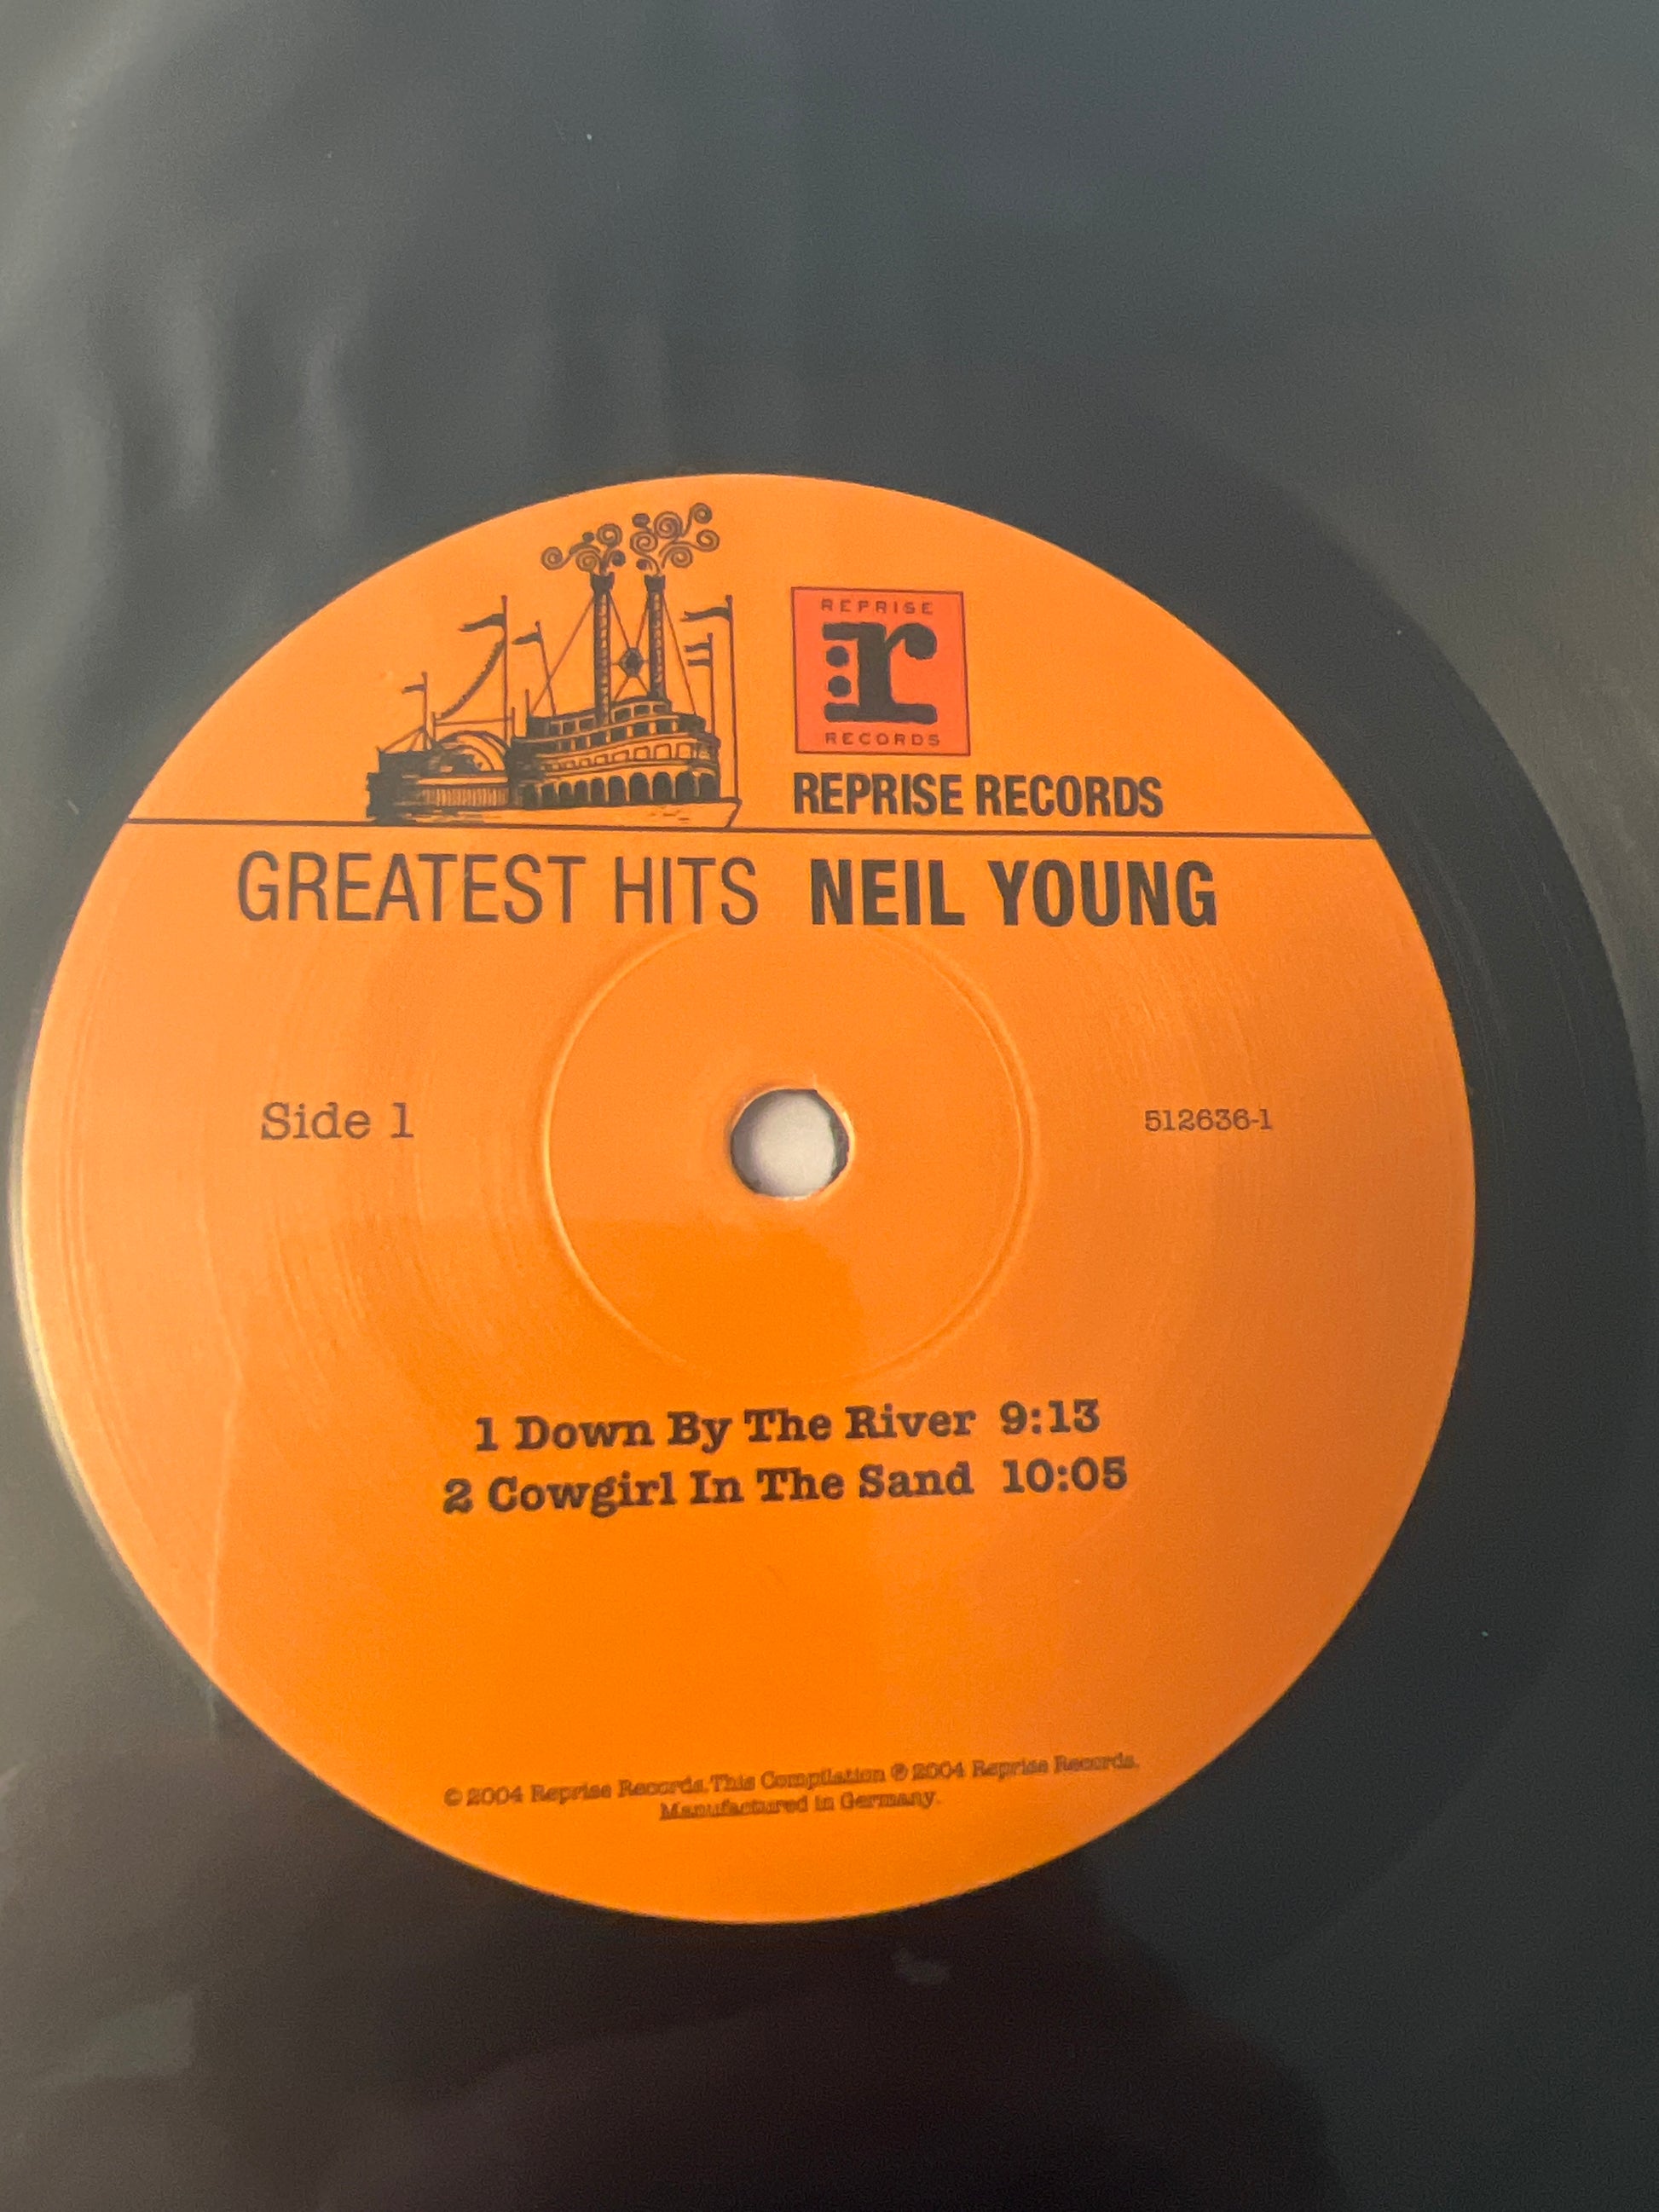 REPRISE
r
RECORDS
REPRISE RECORDS
GREATEST HITS NEIL YOUNG
Side 1
512636-1
1 Down By The River 9:13
2 Cowgirl In The Sand 10:05
© 2004 Reprise Records. This Compilation ℗ 2004 Reprise Records.
Manufactured in Germany.